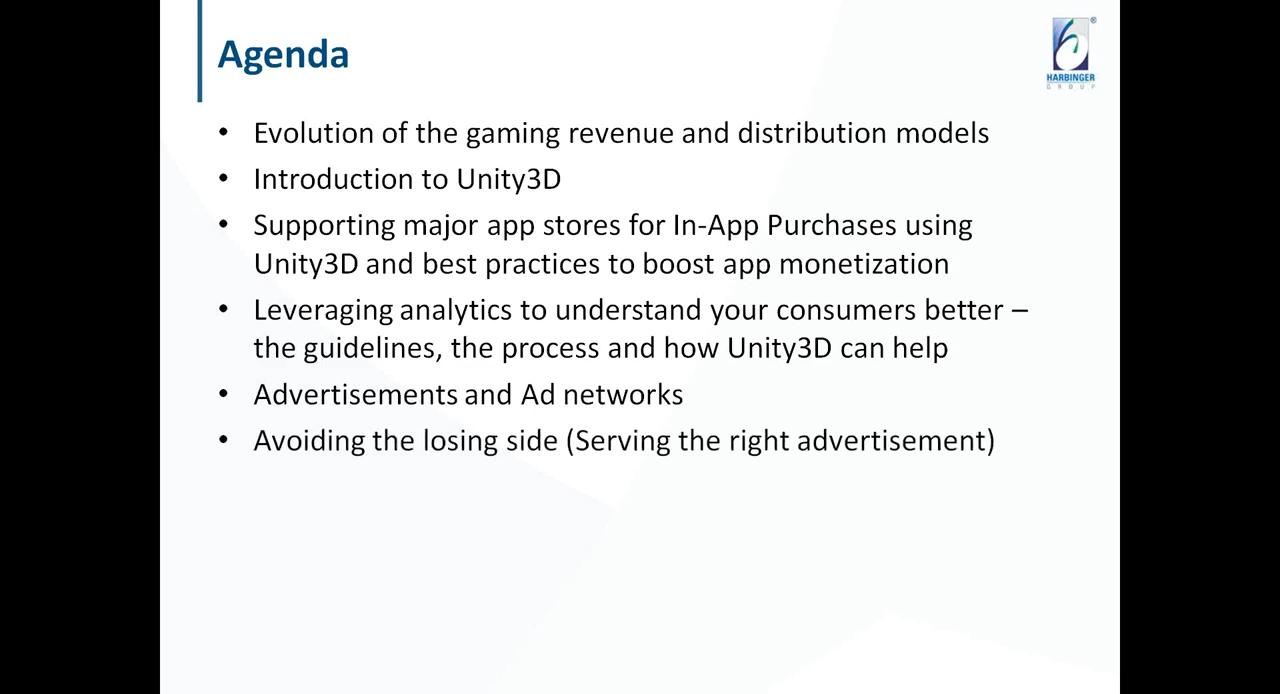 Agenda
®
HARBINGER
GROUP
• Evolution of the gaming revenue and distribution models
• Introduction to Unity3D
• Supporting major app stores for In-App Purchases using
Unity3D and best practices to boost app monetization
• Leveraging analytics to understand your consumers better –
the guidelines, the process and how Unity3D can help
• Advertisements and Ad networks
• Avoiding the losing side (Serving the right advertisement)